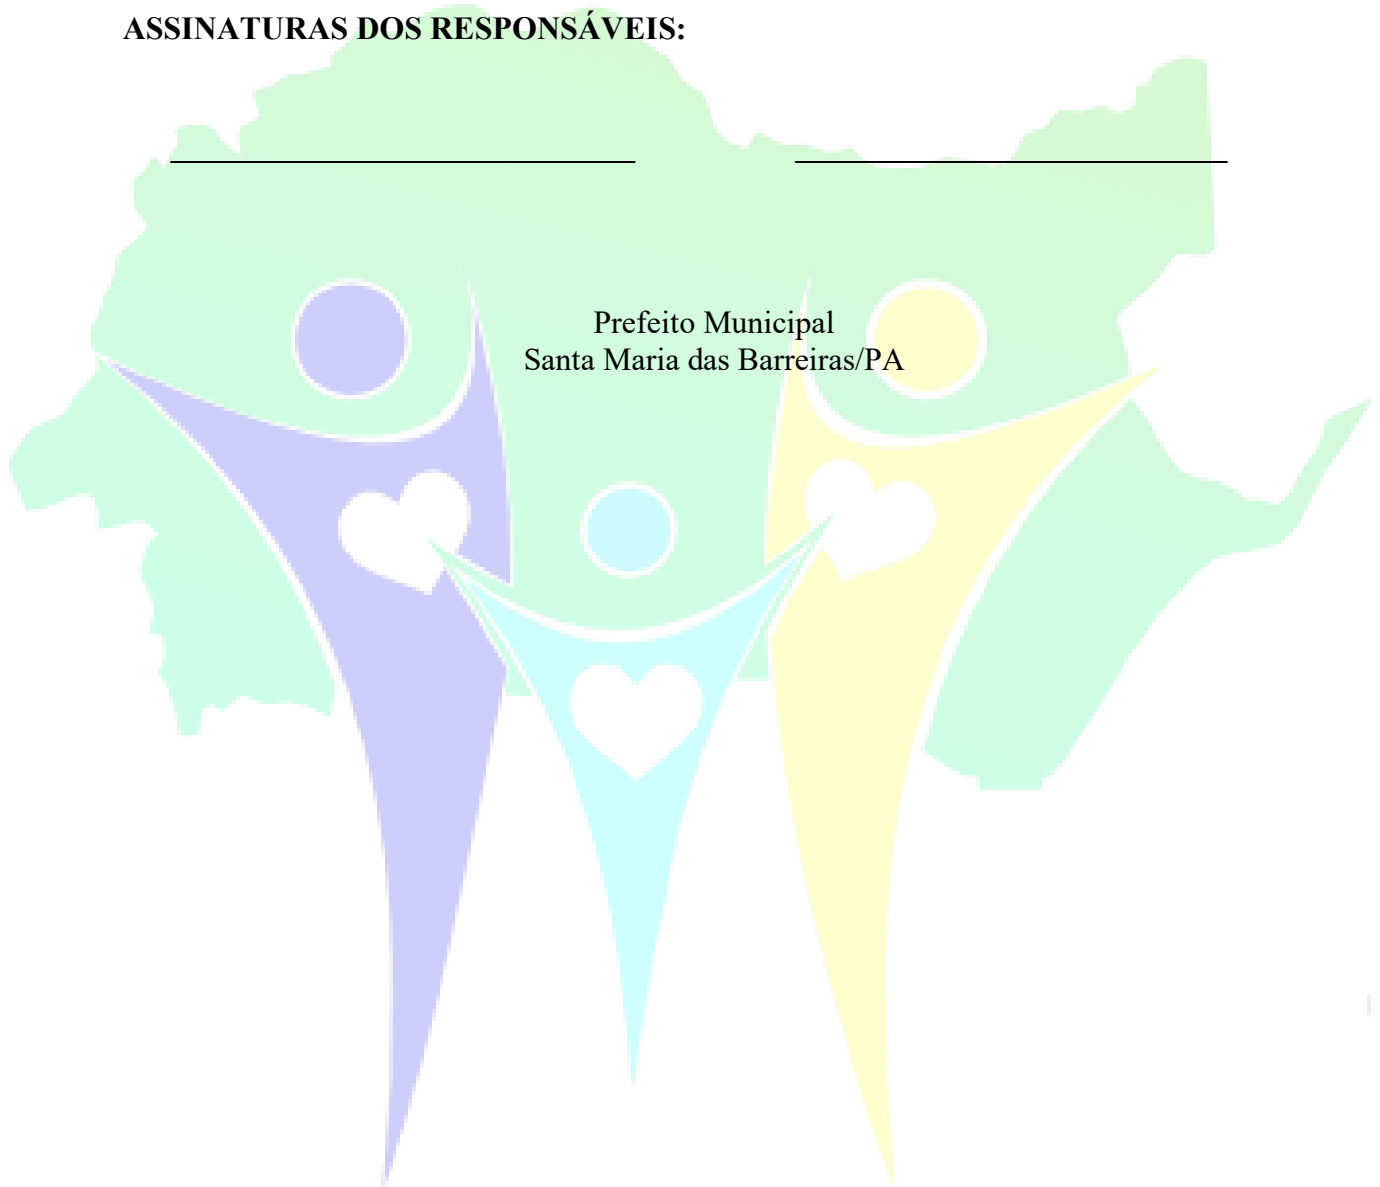 ASSINATURAS DOS RESPONSÁVEIS:
Prefeito Municipal
Santa Maria das Barreiras/PA